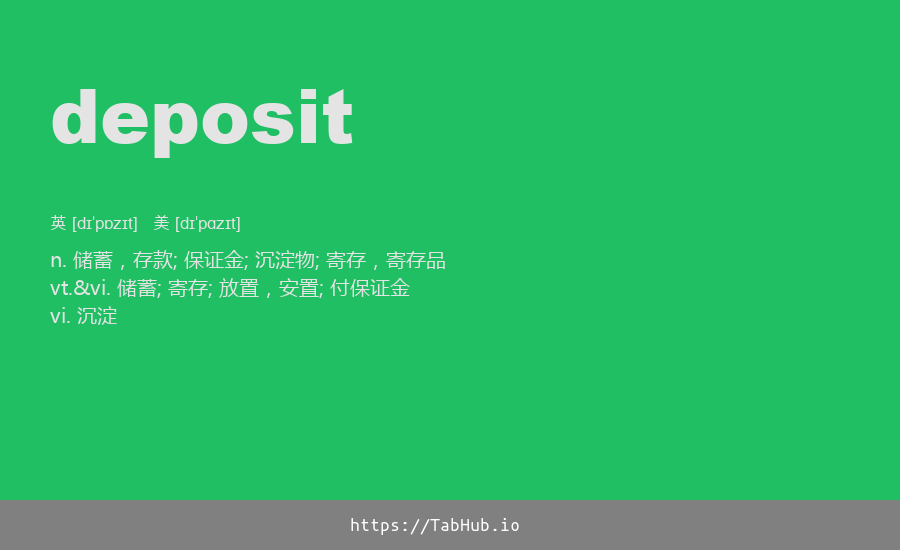 deposit
英 [dɪˈpɒzɪt]  美 [dɪˈpɑzɪt]
n. 储蓄，存款; 保证金; 沉淀物; 寄存，寄存品
vt.&vi. 储蓄; 寄存; 放置，安置; 付保证金
vi. 沉淀
https://TabHub.io